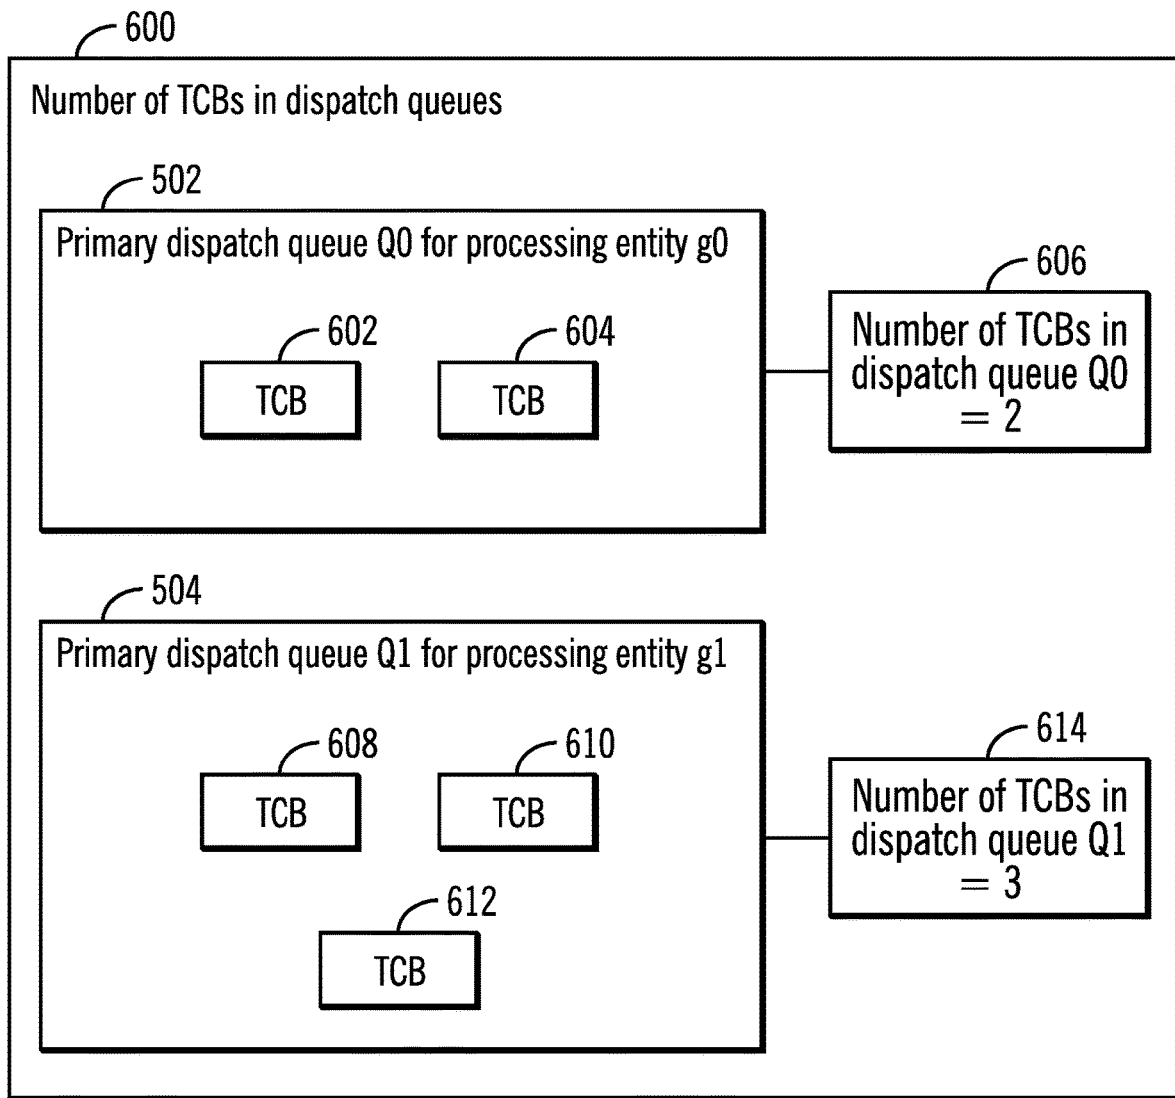 600
Number of TCBs in dispatch queues
502
Primary dispatch queue Q0 for processing entity g0
602
604
TCB
TCB
606
Number of TCBs in
dispatch queue Q0
= 2
504
Primary dispatch queue Q1 for processing entity g1
608
610
TCB
TCB
612
TCB
614
Number of TCBs in
dispatch queue Q1
= 3